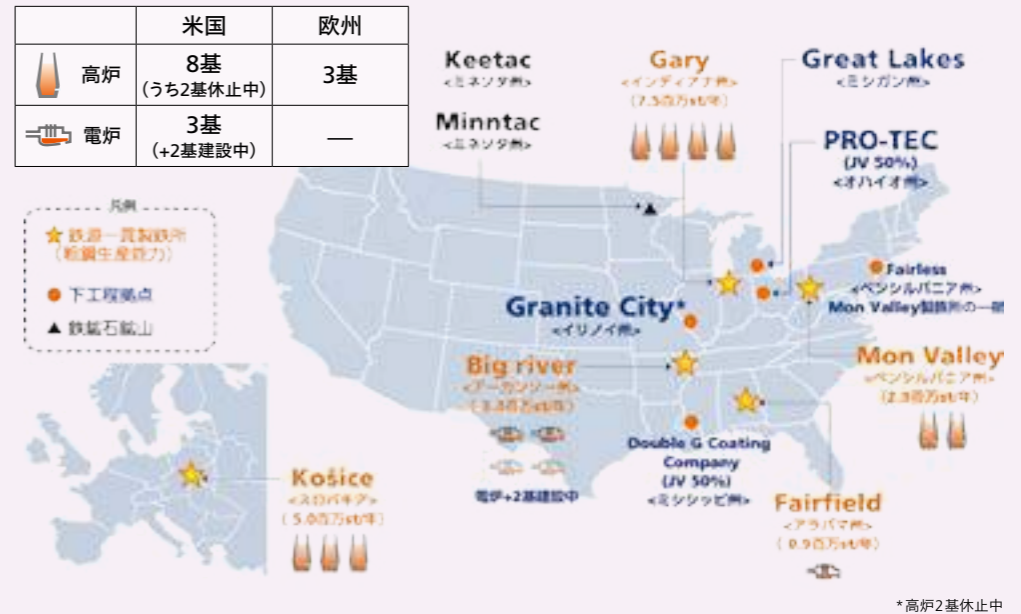 米国 欧州
高炉 8基 3基
(うち2基休止中)
電炉 3基 —
(+2基建設中)
凡例
鉄源一貫製鉄所
(粗鋼生産能力)
下工程拠点
鉄鉱石鉱山
Keetac
<ミネソタ州>
Minntac
<ミネソタ州>
Gary
<インディアナ州>
(7.5百万st/年)
Great Lakes
<ミシガン州>
PRO-TEC
(JV 50%)
<オハイオ州>
Fairless
<ペンシルバニア州>
Mon Valley製鉄所の一部
Granite City*
<イリノイ州>
Big river
<アーカンソー州>
(3.3百万st/年)
電炉+2基建設中
Mon Valley
<ペンシルバニア州>
Double G Coating
Company
(JV 50%)
<ミシシッピ州>
Fairfield
<アラバマ州>
(0.9百万st/年)
Košice
<スロバキア>
(5.0百万st/年)
*高炉2基休止中